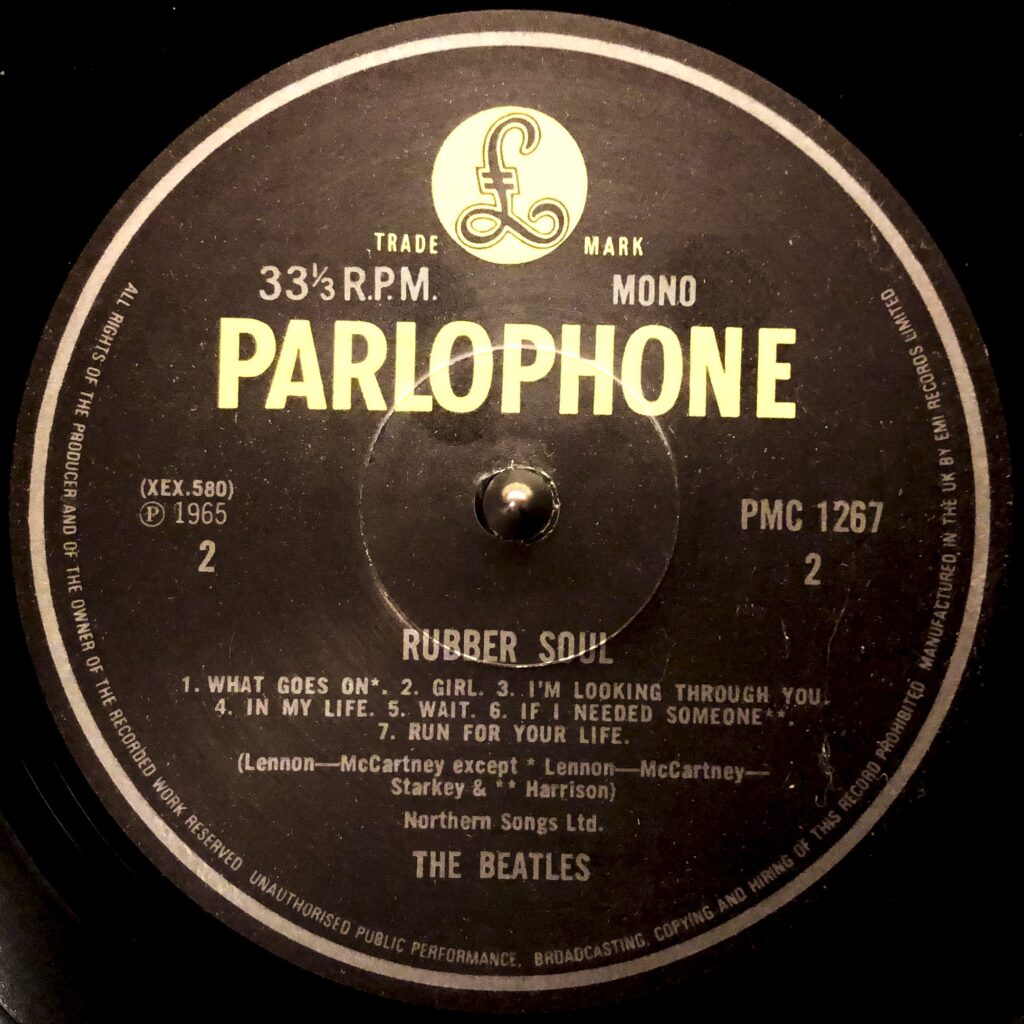 £
TRADE MARK
33⅓ R.P.M. MONO
PARLOPHONE
(XEX.580)
Ⓟ 1965
2
PMC 1267
2
RUBBER SOUL
1. WHAT GOES ON*. 2. GIRL. 3. I'M LOOKING THROUGH YOU.
4. IN MY LIFE. 5. WAIT. 6. IF I NEEDED SOMEONE**.
7. RUN FOR YOUR LIFE.
(Lennon—McCartney except * Lennon—McCartney—
Starkey & ** Harrison)
Northern Songs Ltd.
THE BEATLES
ALL RIGHTS OF THE PRODUCER AND OF THE OWNER OF THE RECORDED WORK RESERVED UNAUTHORISED PUBLIC PERFORMANCE, BROADCASTING, COPYING AND HIRING OF THIS RECORD PROHIBITED MANUFACTURED IN THE UK BY EMI RECORDS LIMITED